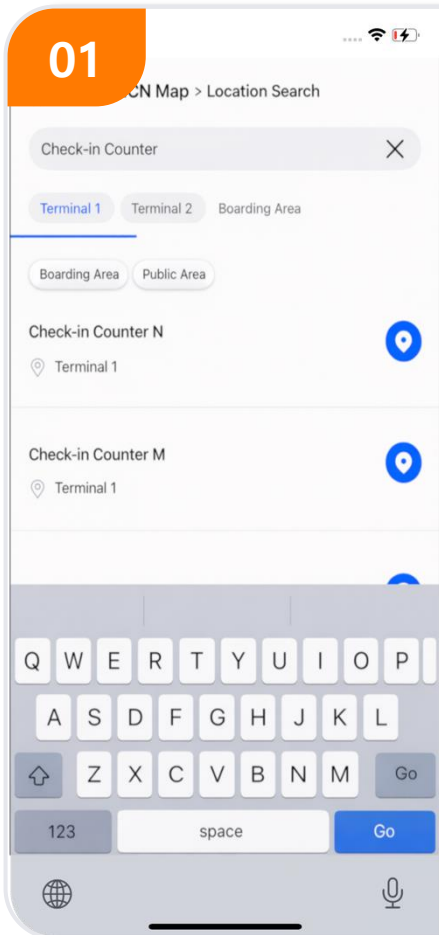 01
CN Map > Location Search
Check-in Counter
Terminal 1 Terminal 2 Boarding Area
Boarding Area Public Area
Check-in Counter N
Terminal 1
Check-in Counter M
Terminal 1
Q W E R T Y U I O P
A S D F G H J K L
Z X C V B N M Go
123 space Go